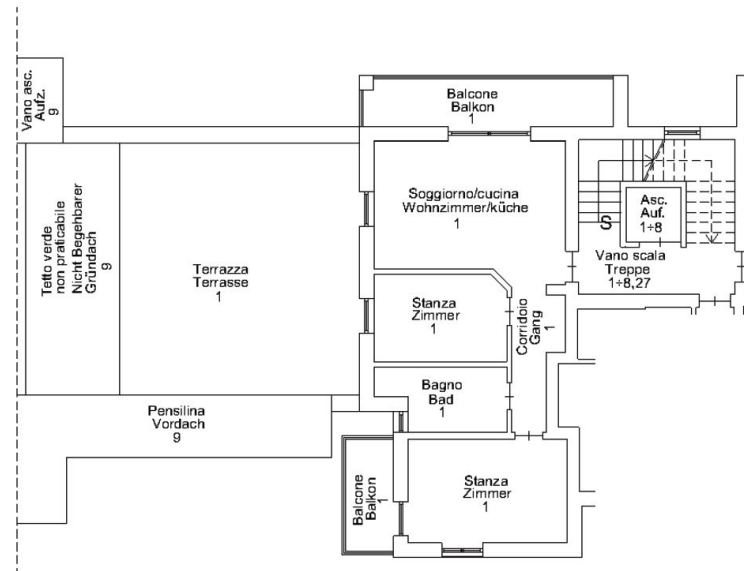 Vano asc.
Aufz.
9
Balcone
Balkon
1
Soggiorno/cucina
Wohnzimmer/küche
1
Asc.
Auf.
1÷8
S
Vano scala
Treppe
1÷8,27
Tetto verde
non praticabile
Nicht Begehbarer
Gründach
9
Terrazza
Terrasse
1
Stanza
Zimmer
1
Corridoio
Gang
1
Bagno
Bad
1
Pensilina
Vordach
9
Balcone
Balkon
1
Stanza
Zimmer
1